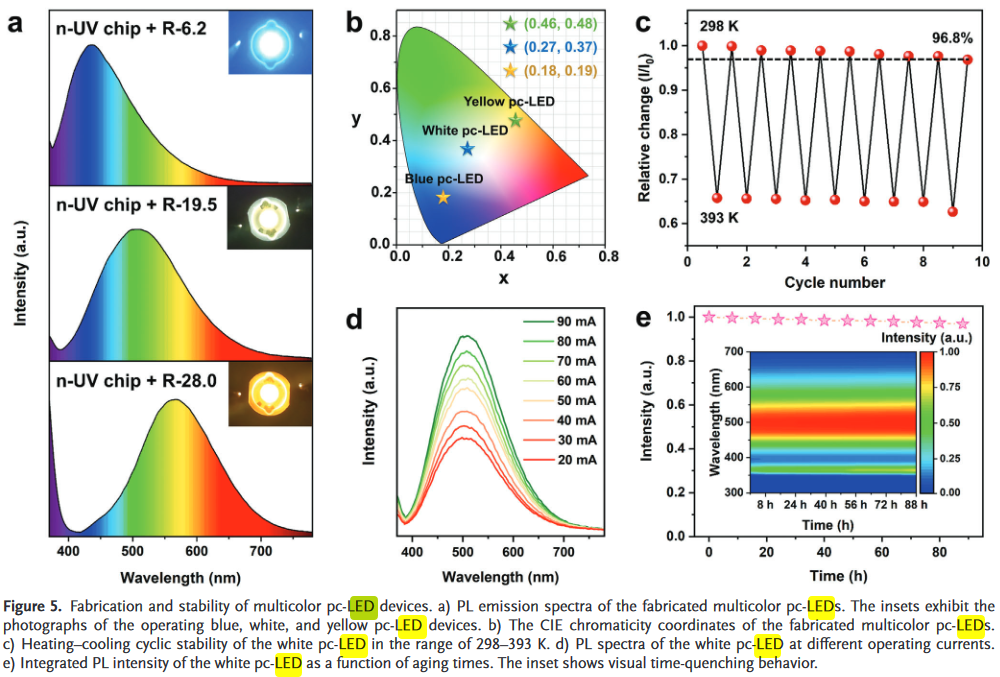 a
n-UV chip + R-6.2
n-UV chip + R-19.5
n-UV chip + R-28.0
Intensity (a.u.)
400 500 600 700
Wavelength (nm)
b
(0.46, 0.48)
(0.27, 0.37)
(0.18, 0.19)
Yellow pc-LED
White pc-LED
Blue pc-LED
y
0.8
0.6
0.4
0.2
0.0
0.0 0.2 0.4 0.6 0.8
x
c
298 K
96.8%
393 K
Relative change (I/I0)
1.0
0.9
0.8
0.7
0.6
0 2 4 6 8 10
Cycle number
d
90 mA
80 mA
70 mA
60 mA
50 mA
40 mA
30 mA
20 mA
Intensity (a.u.)
400 500 600 700
Wavelength (nm)
e
Intensity (a.u.)
1.0
0.8
0.6
0.4
0.2
0.0
Intensity (a.u.)
1.00
0.75
0.50
0.25
0.00
Wavelength (nm)
700
600
500
400
300
8 h 24 h 40 h 56 h 72 h 88 h
Time (h)
0 20 40 60 80
Time (h)
Figure 5. Fabrication and stability of multicolor pc-LED devices. a) PL emission spectra of the fabricated multicolor pc-LEDs. The insets exhibit the
photographs of the operating blue, white, and yellow pc-LED devices. b) The CIE chromaticity coordinates of the fabricated multicolor pc-LEDs.
c) Heating–cooling cyclic stability of the white pc-LED in the range of 298–393 K. d) PL spectra of the white pc-LED at different operating currents.
e) Integrated PL intensity of the white pc-LED as a function of aging times. The inset shows visual time-quenching behavior.